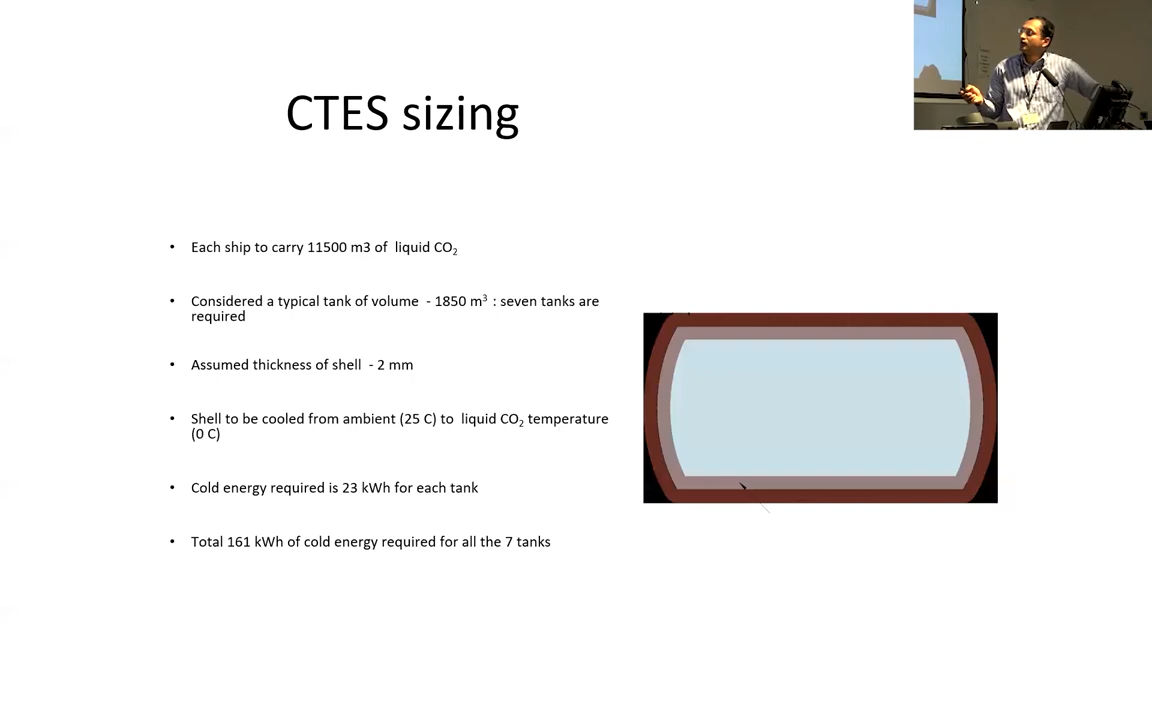 CTES sizing
• Each ship to carry 11500 m3 of  liquid CO₂
• Considered a typical tank of volume  - 1850 m³ : seven tanks are
required
• Assumed thickness of shell  - 2 mm
• Shell to be cooled from ambient (25 C) to  liquid CO₂ temperature
(0 C)
• Cold energy required is 23 kWh for each tank
• Total 161 kWh of cold energy required for all the 7 tanks